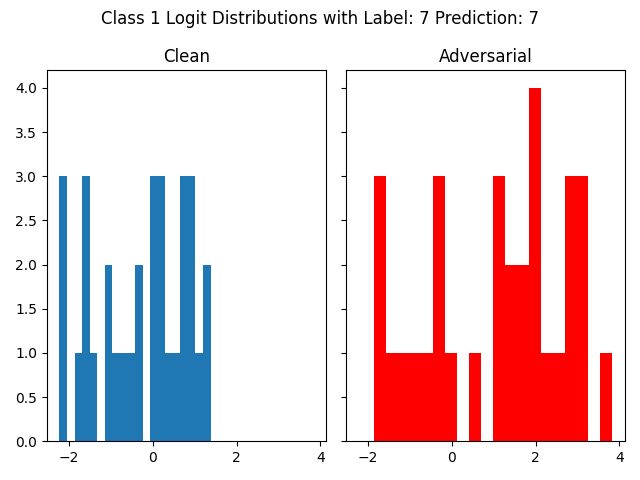 Class 1 Logit Distributions with Label: 7 Prediction: 7
Clean
Adversarial
4.0
3.5
3.0
2.5
2.0
1.5
1.0
0.5
0.0
−2 0 2 4
−2 0 2 4